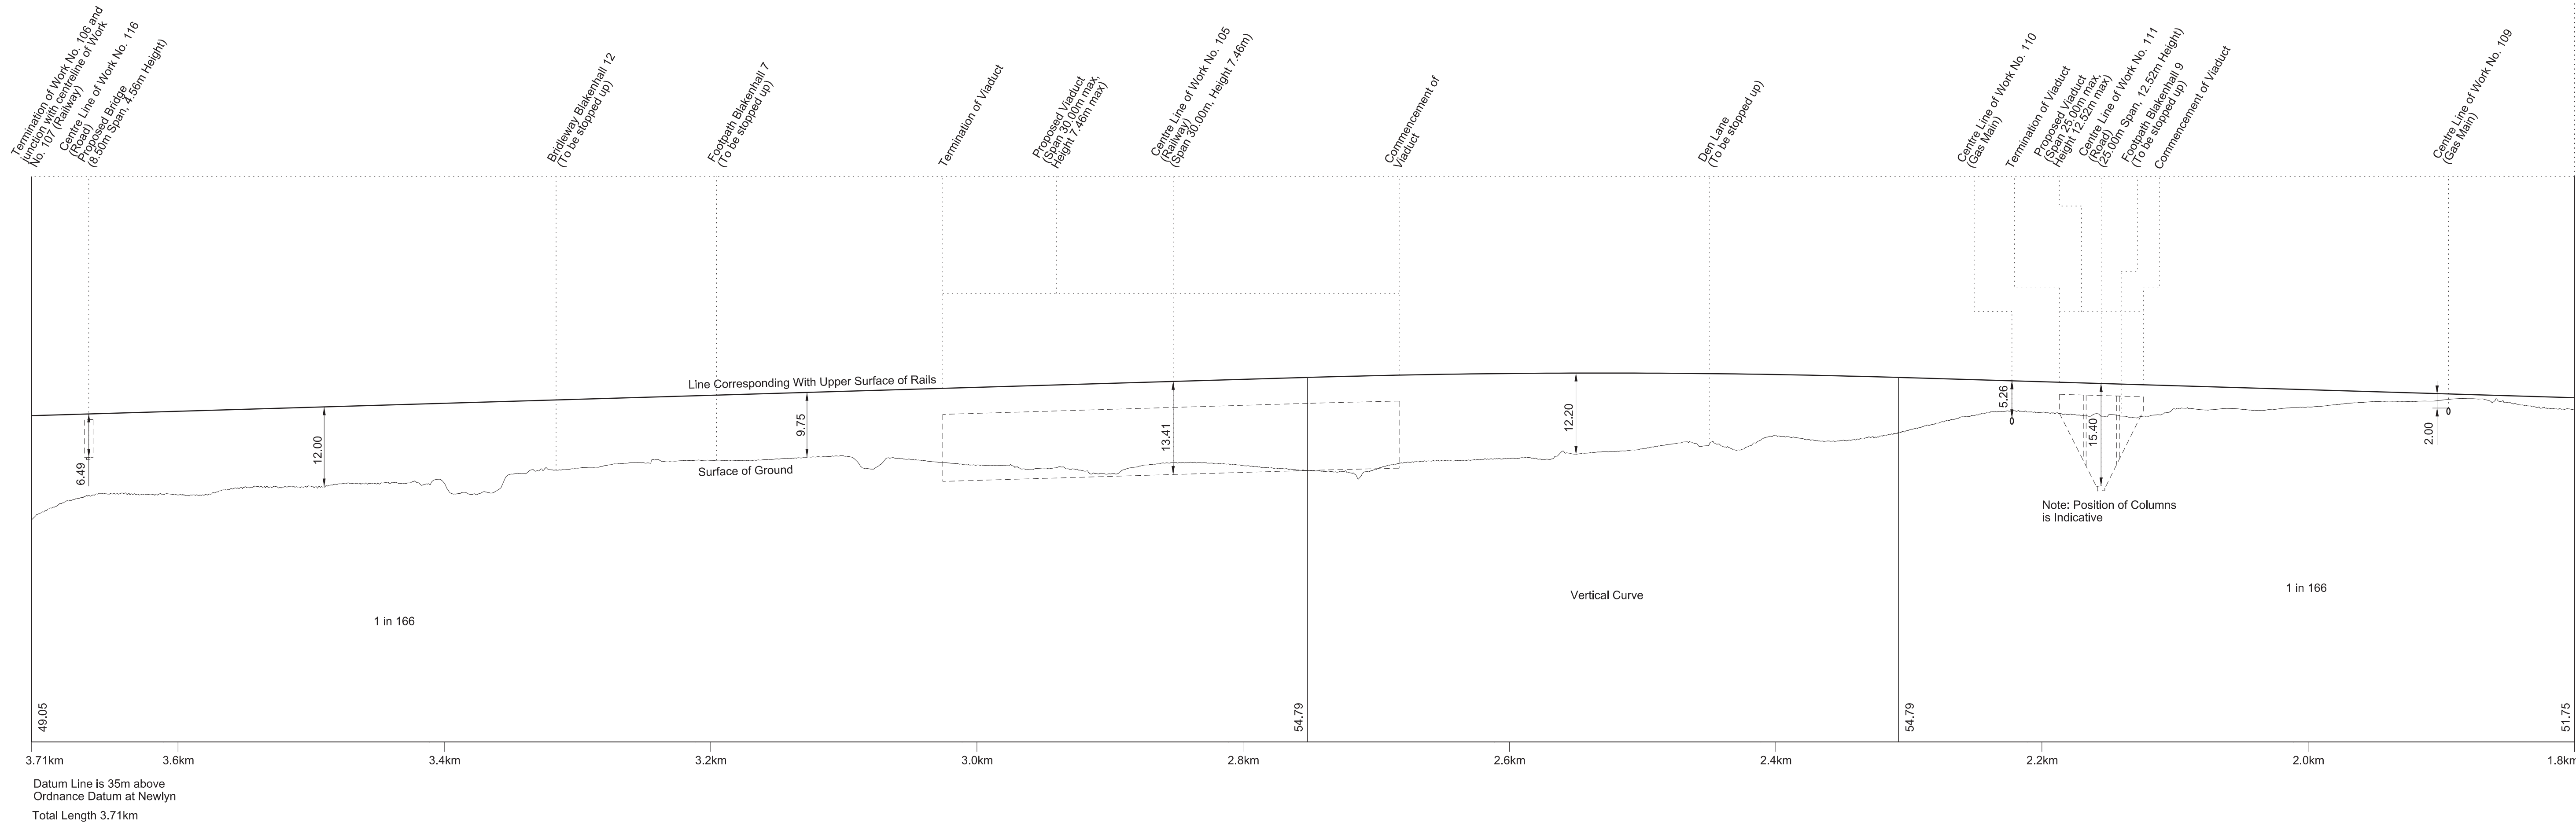 Termination of Work No. 106 and
junction with centreline of Work
No. 107 (Railway)
Centre Line of Work No. 116
(Road)
Proposed Bridge
(8.50m Span, 4.56m Height)
Bridleway Blakenhall 12
(To be stopped up)
Footpath Blakenhall 7
(To be stopped up)
Termination of Viaduct
Proposed Viaduct
(Span 30.00m max,
Height 7.46m max)
Centre Line of Work No. 105
(Railway)
(Span 30.00m, Height 7.46m)
Commencement of
Viaduct
Den Lane
(To be stopped up)
Centre Line of Work No. 110
(Gas Main)
Termination of Viaduct
Proposed Viaduct
(Span 25.00m max,
Height 12.52m max)
Centre Line of Work No. 111
(Road)
(25.00m Span, 12.52m Height)
Footpath Blakenhall 9
(To be stopped up)
Commencement of Viaduct
Centre Line of Work No. 109
(Gas Main)
Line Corresponding With Upper Surface of Rails
6.49
12.00
9.75
13.41
12.20
5.26
0
15.40
2.00
0
Surface of Ground
Note: Position of Columns
is Indicative
1 in 166
Vertical Curve
1 in 166
49.05
54.79
54.79
51.75
3.71km
3.6km
3.4km
3.2km
3.0km
2.8km
2.6km
2.4km
2.2km
2.0km
1.8km
Datum Line is 35m above
Ordnance Datum at Newlyn
Total Length 3.71km